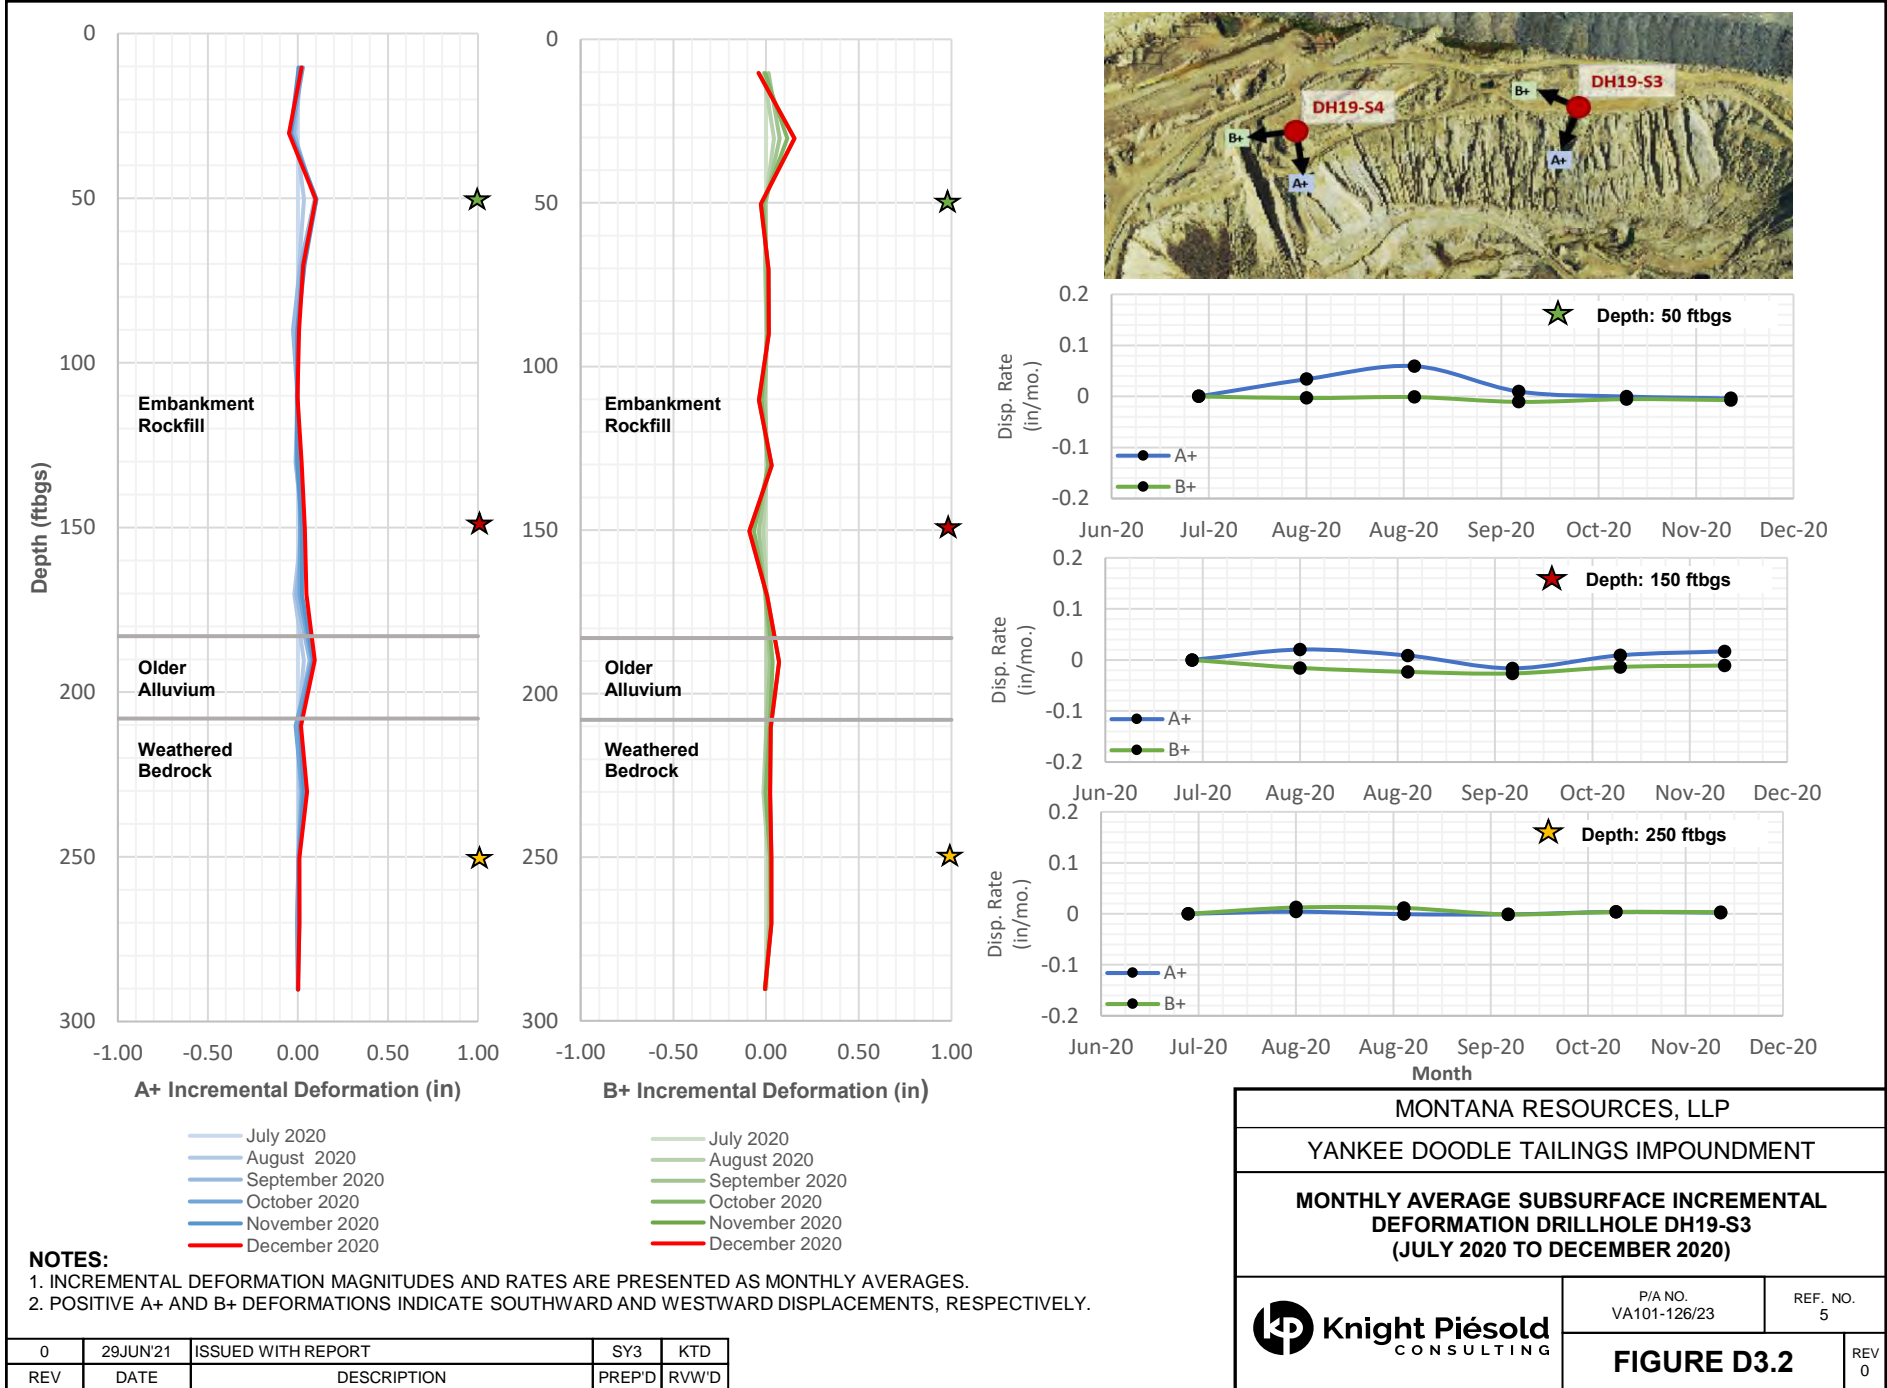 0
50
100
150
200
250
300
Depth (ftbgs)
Embankment
Rockfill
Older
Alluvium
Weathered
Bedrock
-1.00 -0.50 0.00 0.50 1.00
A+ Incremental Deformation (in)
July 2020
August 2020
September 2020
October 2020
November 2020
December 2020
0
50
100
150
200
250
300
Embankment
Rockfill
Older
Alluvium
Weathered
Bedrock
-1.00 -0.50 0.00 0.50 1.00
B+ Incremental Deformation (in)
July 2020
August 2020
September 2020
October 2020
November 2020
December 2020
DH19-S3
B+
A+
DH19-S4
B+
A+
Depth: 50 ftbgs
0.2
0.1
0
-0.1
-0.2
Disp. Rate
(in/mo.)
A+
B+
Jun-20 Jul-20 Aug-20 Aug-20 Sep-20 Oct-20 Nov-20 Dec-20
Depth: 150 ftbgs
0.2
0.1
0
-0.1
-0.2
Disp. Rate
(in/mo.)
A+
B+
Jun-20 Jul-20 Aug-20 Aug-20 Sep-20 Oct-20 Nov-20 Dec-20
Depth: 250 ftbgs
0.2
0.1
0
-0.1
-0.2
Disp. Rate
(in/mo.)
A+
B+
Jun-20 Jul-20 Aug-20 Aug-20 Sep-20 Oct-20 Nov-20 Dec-20
Month
NOTES:
1. INCREMENTAL DEFORMATION MAGNITUDES AND RATES ARE PRESENTED AS MONTHLY AVERAGES.
2. POSITIVE A+ AND B+ DEFORMATIONS INDICATE SOUTHWARD AND WESTWARD DISPLACEMENTS, RESPECTIVELY.
0 29JUN'21 ISSUED WITH REPORT SY3 KTD
REV DATE DESCRIPTION PREP'D RVW'D
MONTANA RESOURCES, LLP
YANKEE DOODLE TAILINGS IMPOUNDMENT
MONTHLY AVERAGE SUBSURFACE INCREMENTAL
DEFORMATION DRILLHOLE DH19-S3
(JULY 2020 TO DECEMBER 2020)
kp Knight Piésold
CONSULTING
P/A NO.
VA101-126/23
REF. NO.
5
FIGURE D3.2
REV
0